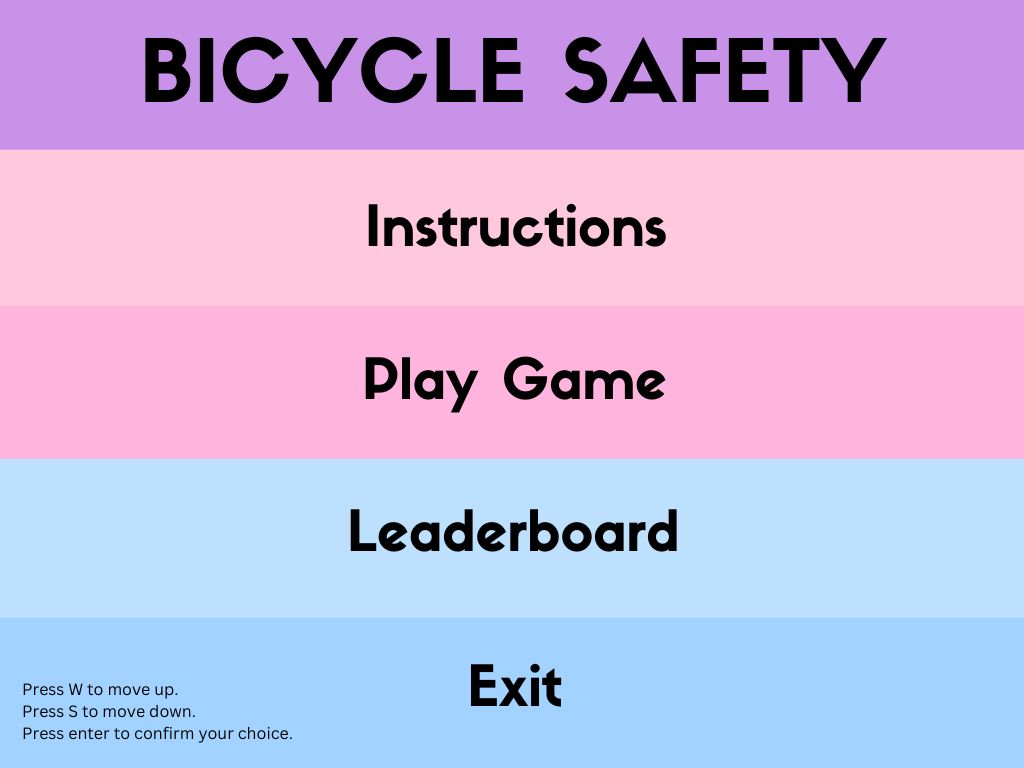 BICYCLE SAFETY
Instructions
Play Game
Leaderboard
Exit
Press W to move up.
Press S to move down.
Press enter to confirm your choice.